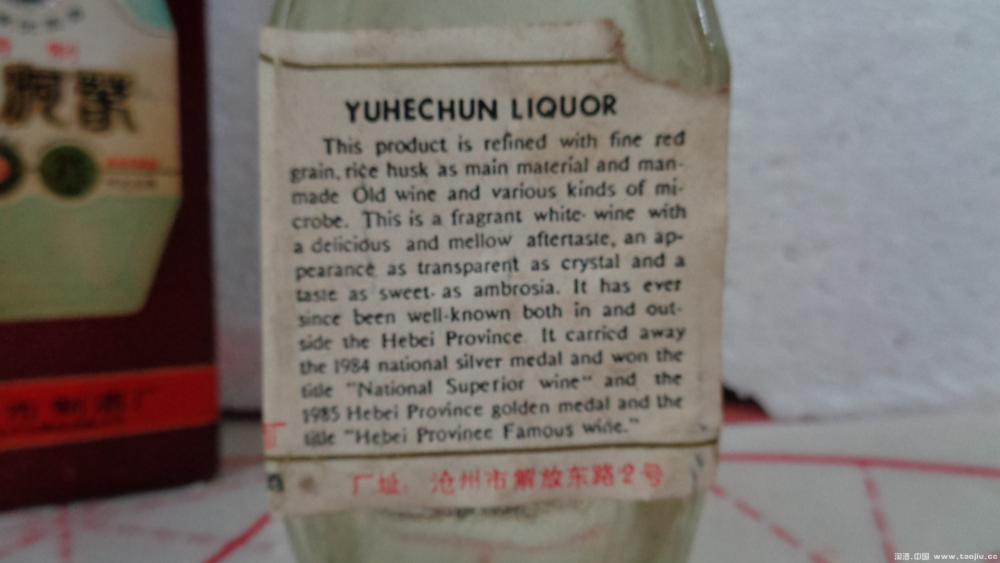 YUHECHUN LIQUOR
This product is refined with fine red
grain, rice husk as main material and man-
made Old wine and various kinds of mi-
crobe. This is a fragrant white- wine with
a delicious and mellow aftertaste, an ap-
pearance as transparent as crystal and a
taste as sweet- as ambrosia. It has ever
since been well-known both in and out-
side the Hebei Province. It carried away
the 1984 national silver medal and won the
title "National Superior wine" and the
1985 Hebei Province golden medal and the
title "Hebei Province Famous wine."
厂址. 沧州市解放东路2号
淘酒.中国 www.taojiu.cc